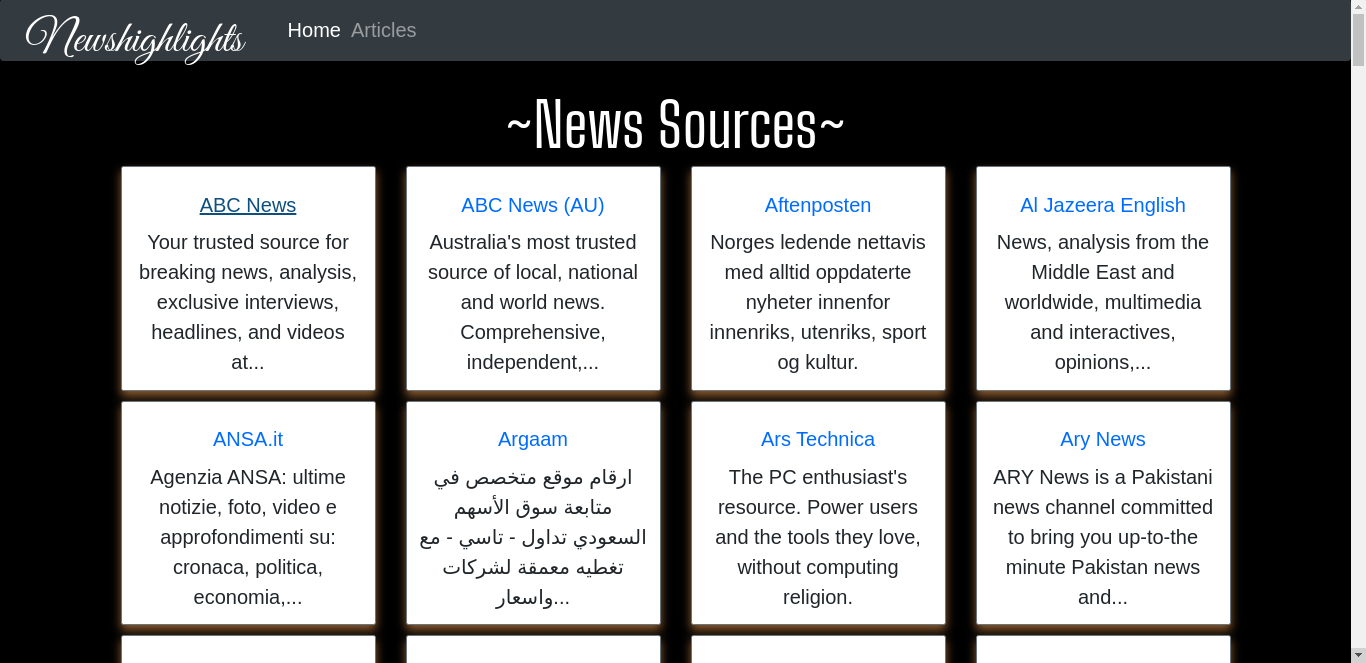 Newshighlights
Home Articles
~News Sources~
ABC News
Your trusted source for
breaking news, analysis,
exclusive interviews,
headlines, and videos
at...
ABC News (AU)
Australia's most trusted
source of local, national
and world news.
Comprehensive,
independent,...
Aftenposten
Norges ledende nettavis
med alltid oppdaterte
nyheter innenfor
innenriks, utenriks, sport
og kultur.
Al Jazeera English
News, analysis from the
Middle East and
worldwide, multimedia
and interactives,
opinions,...
ANSA.it
Agenzia ANSA: ultime
notizie, foto, video e
approfondimenti su:
cronaca, politica,
economia,...
Argaam
ارقام موقع متخصص في
متابعة سوق الأسهم
السعودي تداول - تاسي - مع
تغطيه معمقة لشركات
واسعار...
Ars Technica
The PC enthusiast's
resource. Power users
and the tools they love,
without computing
religion.
Ary News
ARY News is a Pakistani
news channel committed
to bring you up-to-the
minute Pakistan news
and...